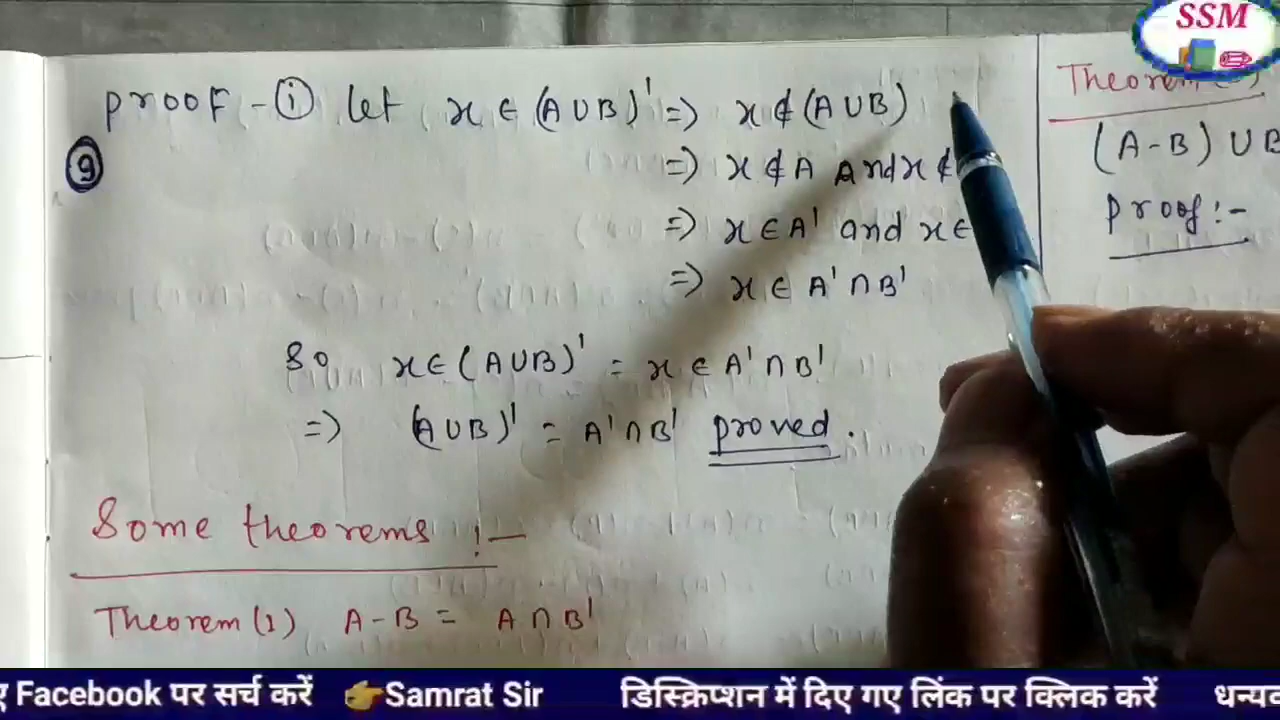 SSM
proof - (i) let x ∈ (A ∪ B)' => x ∉ (A ∪ B)
(9)
=> x ∉ A And x ∉
=> x ∈ A' and x ∈
=> x ∈ A' ∩ B'
So x ∈ (A ∪ B)' = x ∈ A' ∩ B'
=> (A ∪ B)' = A' ∩ B' proved.
Some theorems :-
Theorem (1) A - B = A ∩ B'
(A - B) ∪ B
proof :-
Facebook पर सर्च करें 👉Samrat Sir डिस्क्रिप्शन में दिए गए लिंक पर क्लिक करें